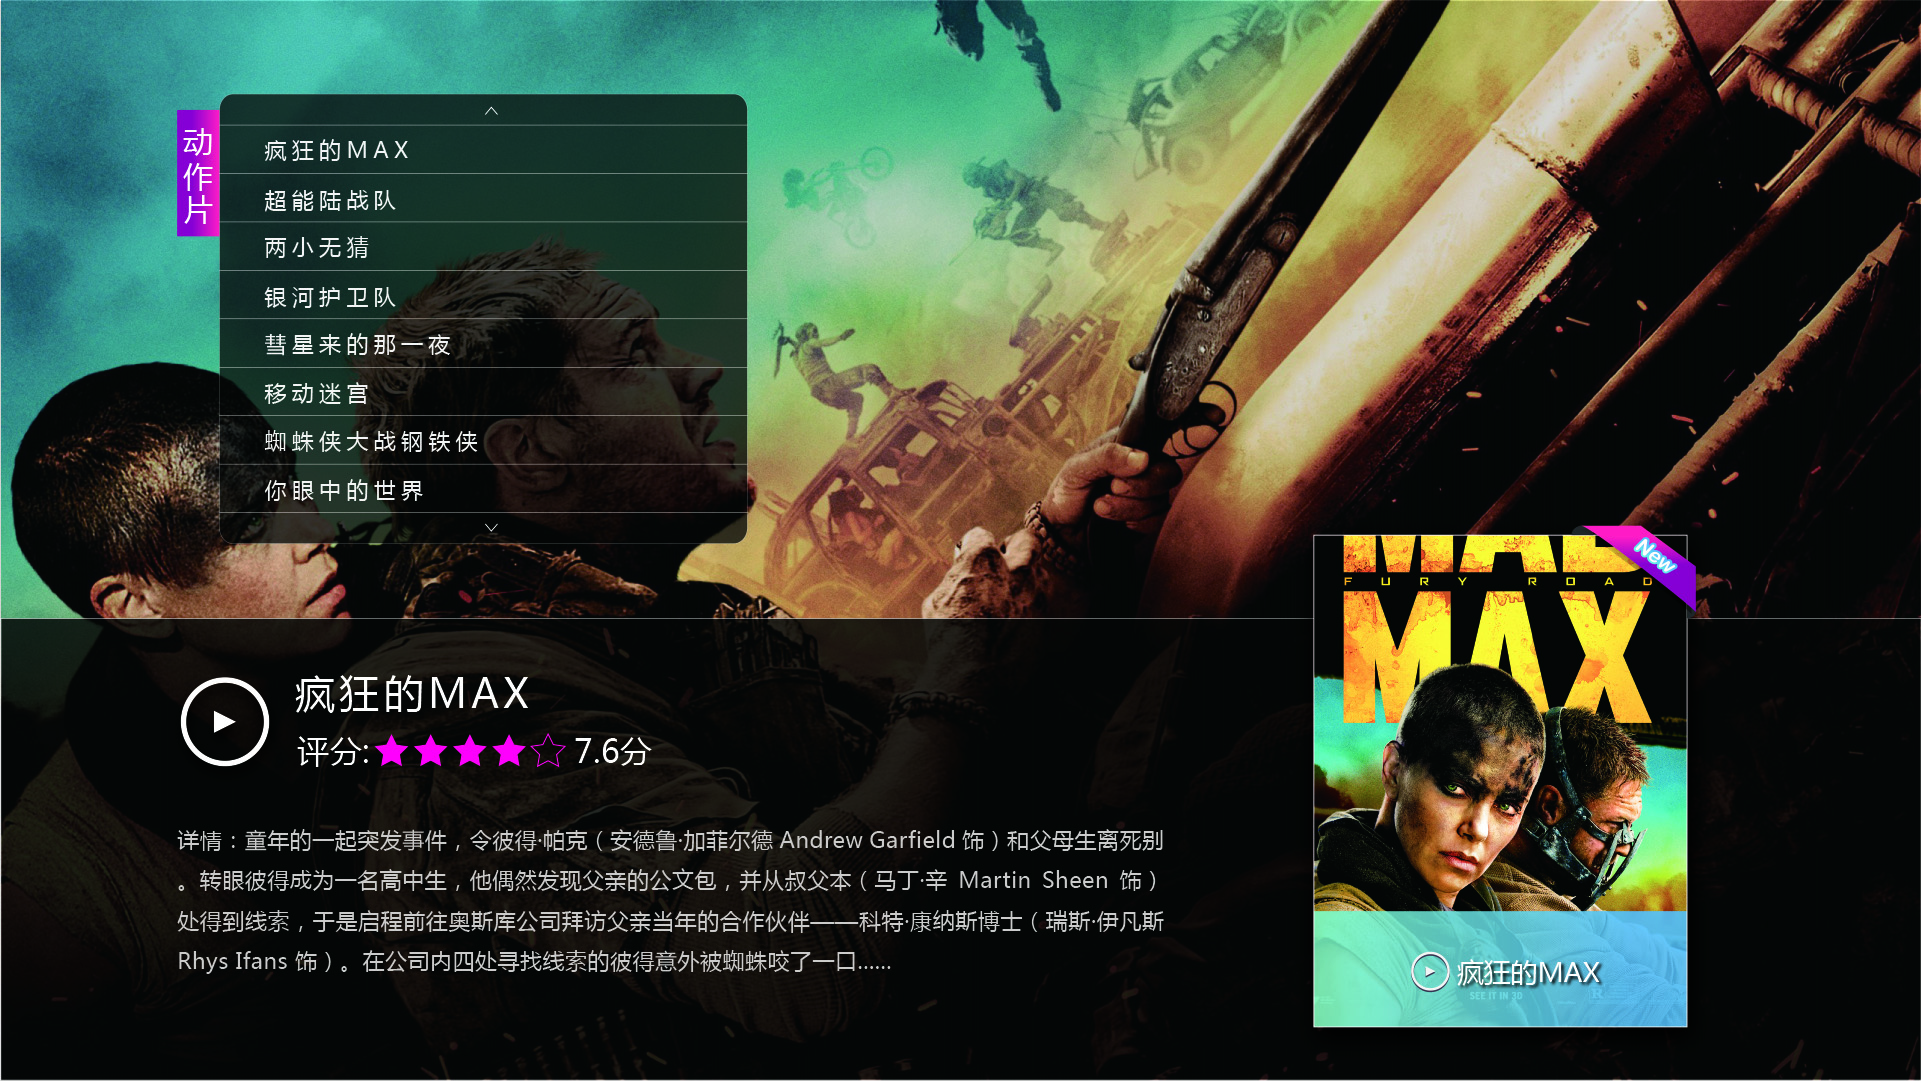 动作片
疯狂的MAX
超能陆战队
两小无猜
银河护卫队
彗星来的那一夜
移动迷宫
蜘蛛侠大战钢铁侠
你眼中的世界
MAD
FURY ROAD
MAX
New
疯狂的MAX
评分: 7.6分
详情：童年的一起突发事件，令彼得·帕克（安德鲁·加菲尔德 Andrew Garfield 饰）和父母生离死别
。转眼彼得成为一名高中生，他偶然发现父亲的公文包，并从叔父本（马丁·辛 Martin Sheen 饰）
处得到线索，于是启程前往奥斯库公司拜访父亲当年的合作伙伴——科特·康纳斯博士（瑞斯·伊凡斯
Rhys Ifans 饰）。在公司内四处寻找线索的彼得意外被蜘蛛咬了一口……
疯狂的MAX
SEE IT IN 3D
R